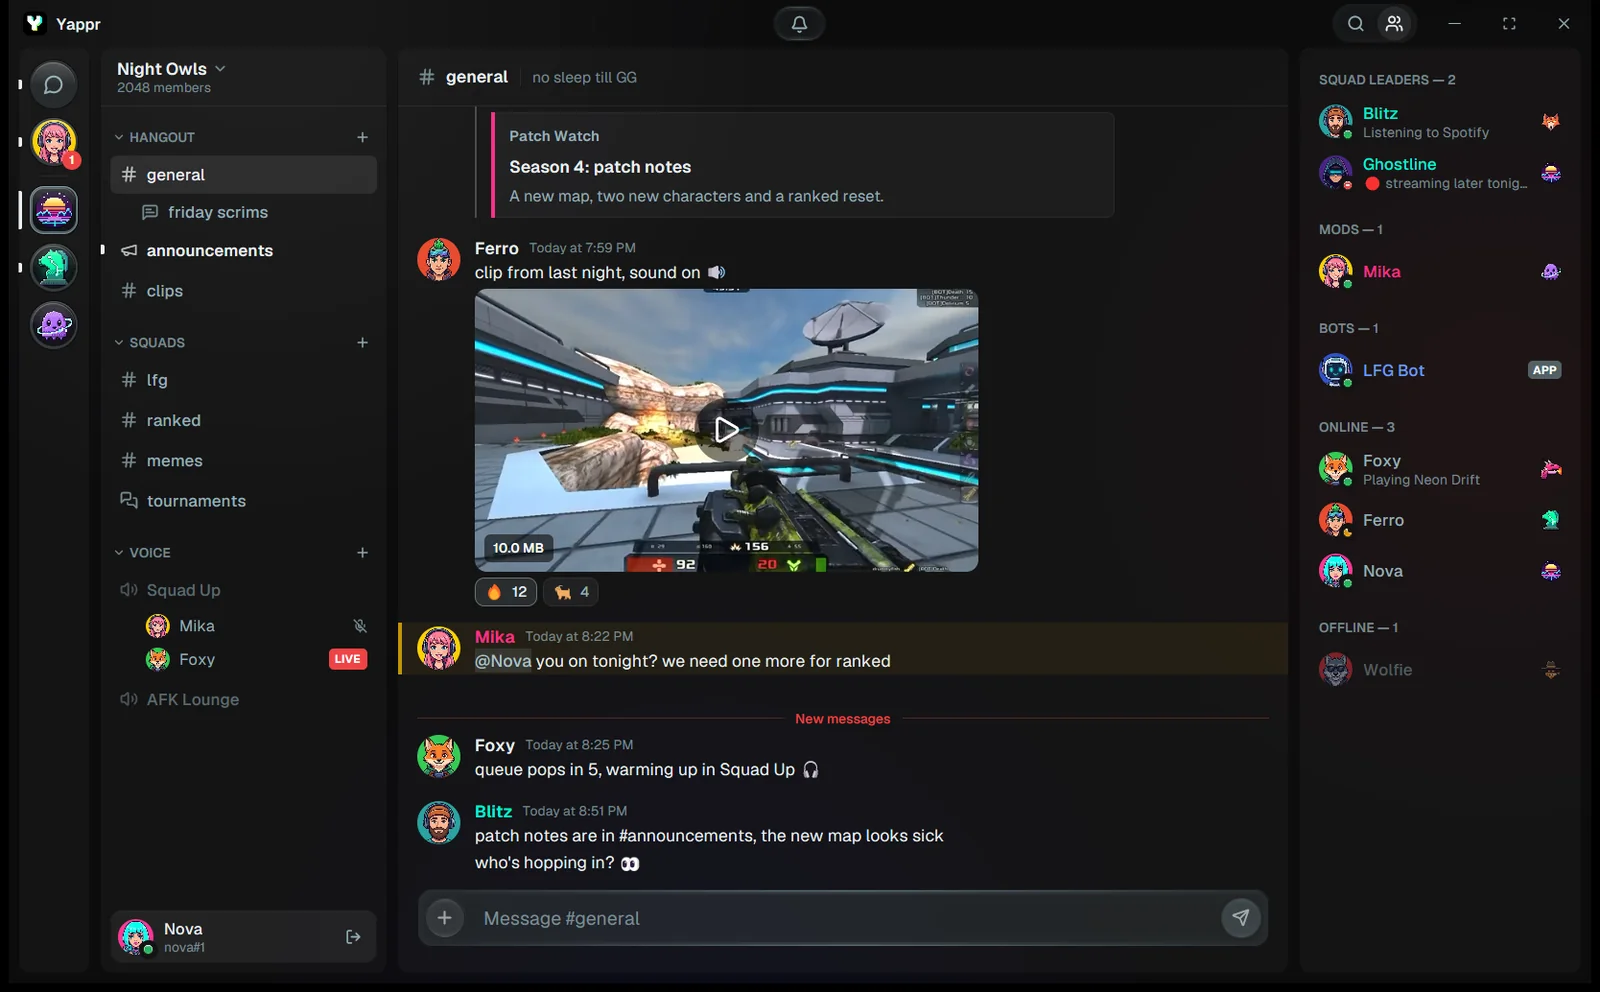 Yappr
Night Owls
2048 members
1
HANGOUT
# general
friday scrims
announcements
# clips
SQUADS
# lfg
# ranked
# memes
tournaments
VOICE
Squad Up
Mika
Foxy
LIVE
AFK Lounge
Nova
nova#1
# general
no sleep till GG
Patch Watch
Season 4: patch notes
A new map, two new characters and a ranked reset.
Ferro Today at 7:59 PM
clip from last night, sound on
10.0 MB
156
92
20
12
4
Mika Today at 8:22 PM
@Nova you on tonight? we need one more for ranked
New messages
Foxy Today at 8:25 PM
queue pops in 5, warming up in Squad Up
Blitz Today at 8:51 PM
patch notes are in #announcements, the new map looks sick
who's hopping in?
Message #general
SQUAD LEADERS — 2
Blitz
Listening to Spotify
Ghostline
streaming later tonig...
MODS — 1
Mika
BOTS — 1
LFG Bot
APP
ONLINE — 3
Foxy
Playing Neon Drift
Ferro
Nova
OFFLINE — 1
Wolfie